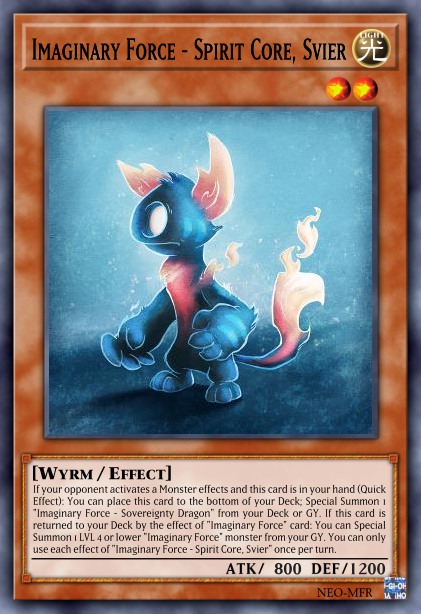 Imaginary Force - Spirit Core, Svier
LIGHT
光
[Wyrm / Effect]
If your opponent activates a Monster effects and this card is in your hand (Quick
Effect): You can place this card to the bottom of your Deck; Special Summon 1
"Imaginary Force - Sovereignty Dragon" from your Deck or GY. If this card is
returned to your Deck by the effect of "Imaginary Force" card: You can Special
Summon 1 LVL 4 or lower "Imaginary Force" monster from your GY. You can only
use each effect of "Imaginary Force - Spirit Core, Svier" once per turn.
ATK/ 800 DEF/1200
NEO-MFR